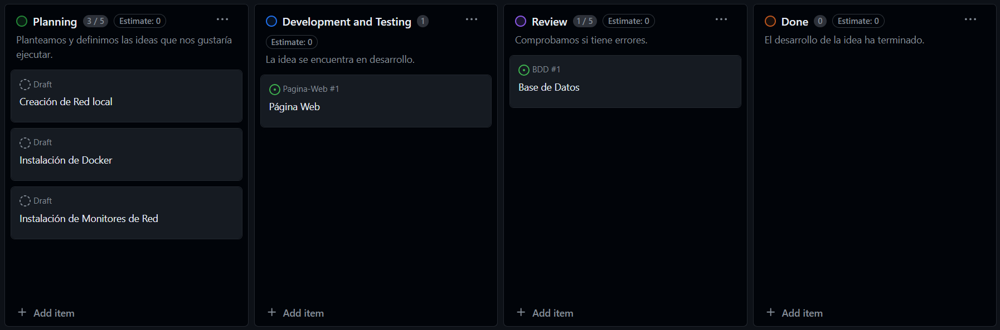 Planning 3 / 5 Estimate: 0
Planteamos y definimos las ideas que nos gustaría
ejecutar.
Draft
Creación de Red local
Draft
Instalación de Docker
Draft
Instalación de Monitores de Red
+ Add item
Development and Testing 1
Estimate: 0
La idea se encuentra en desarrollo.
Pagina-Web #1
Página Web
+ Add item
Review 1 / 5 Estimate: 0
Comprobamos si tiene errores.
BDD #1
Base de Datos
+ Add item
Done 0 Estimate: 0
El desarrollo de la idea ha terminado.
+ Add item